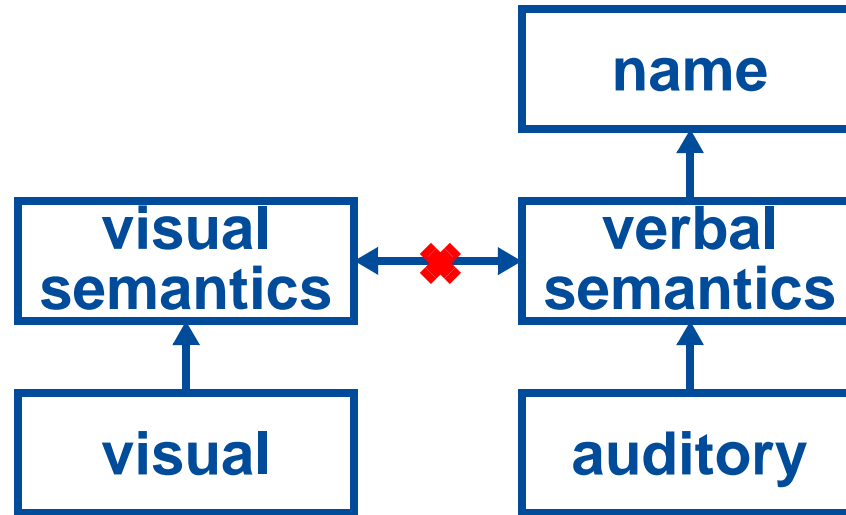 name
visual
semantics
verbal
semantics
visual
auditory